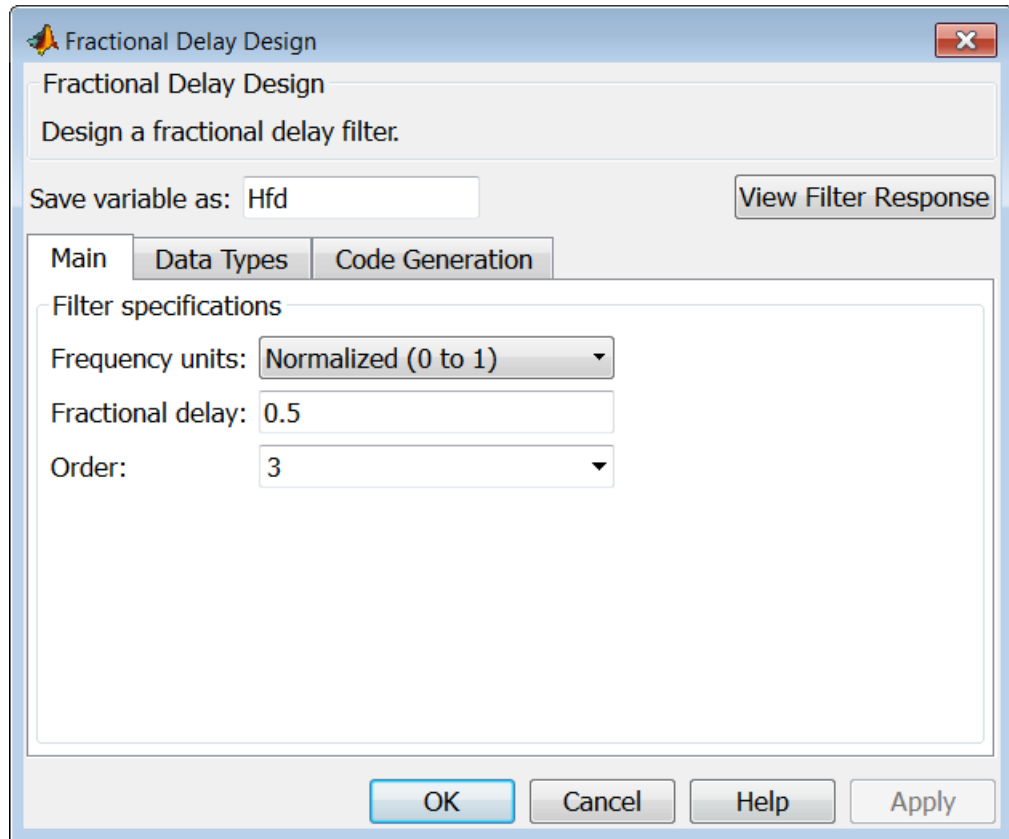 Fractional Delay Design
Fractional Delay Design
Design a fractional delay filter.
Save variable as: Hfd View Filter Response
Main Data Types Code Generation
Filter specifications
Frequency units: Normalized (0 to 1)
Fractional delay: 0.5
Order: 3
OK Cancel Help Apply